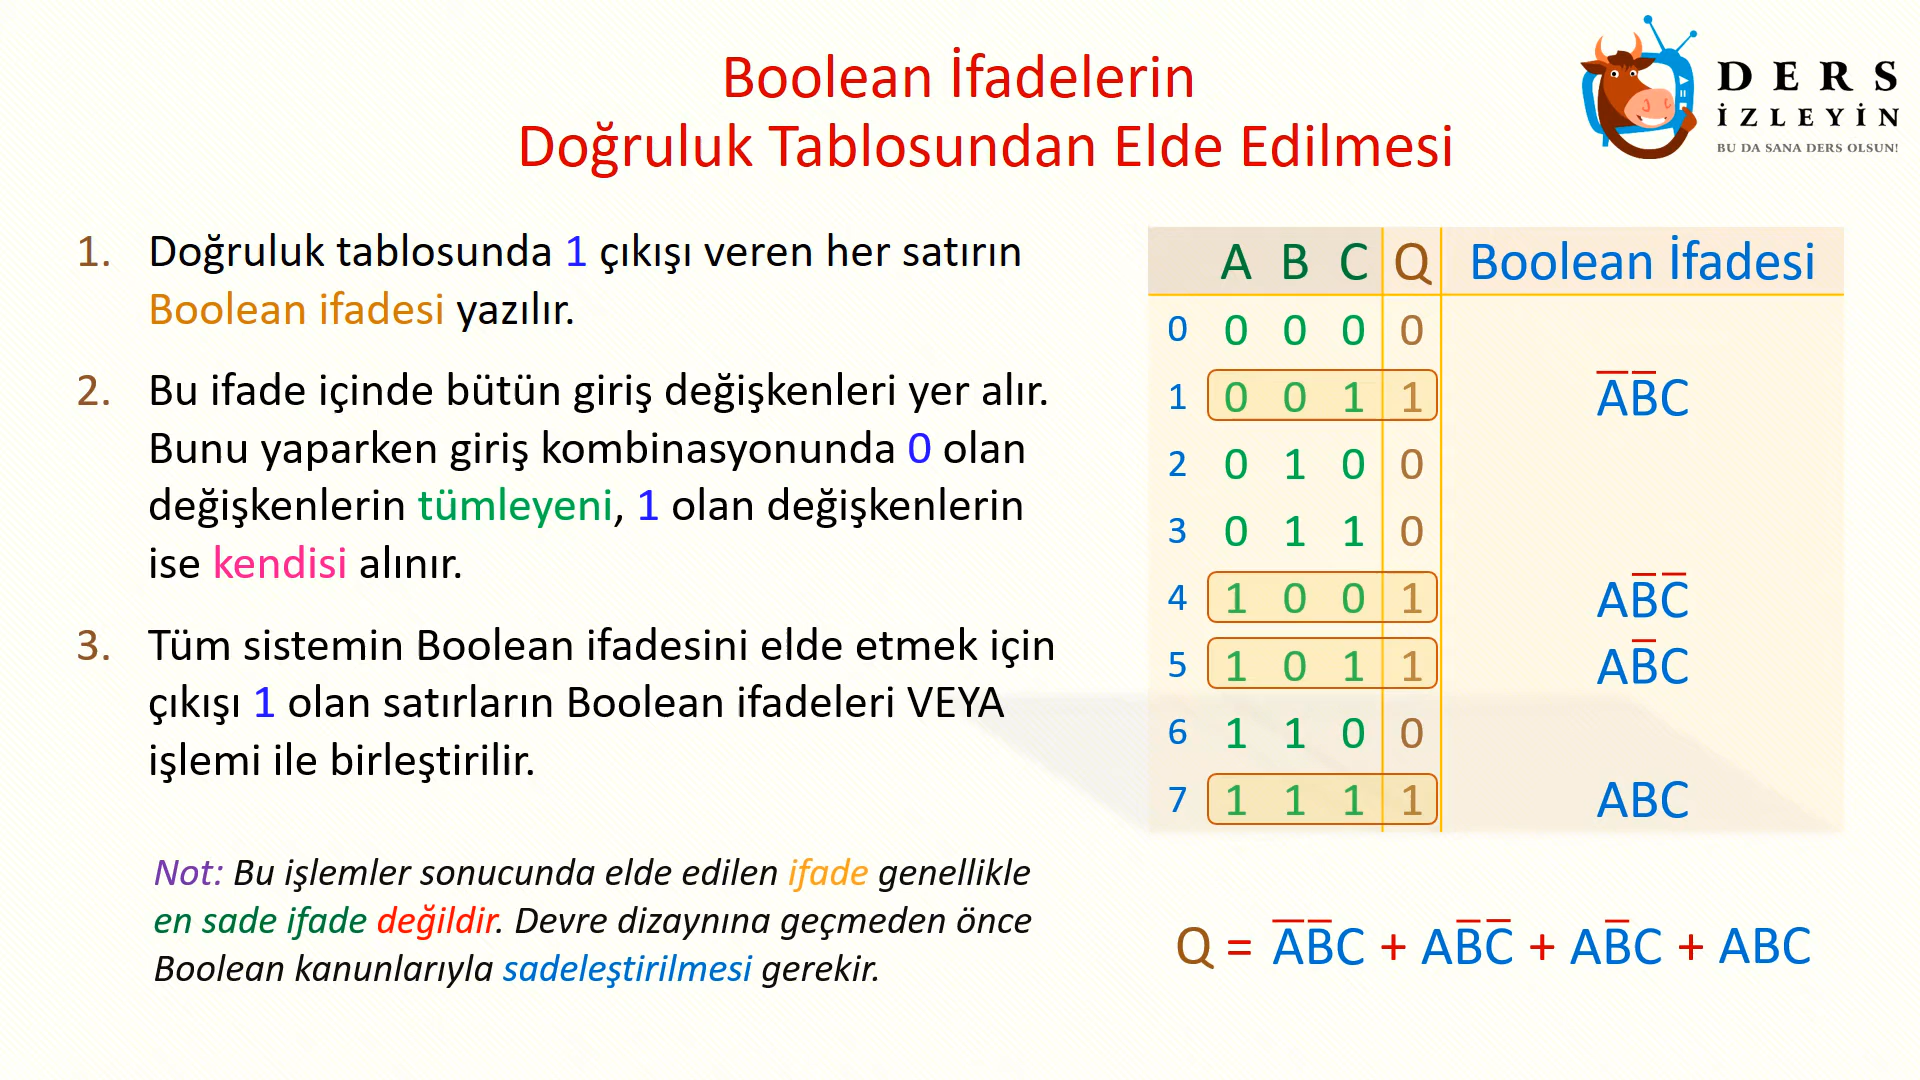 Boolean İfadelerin
Doğruluk Tablosundan Elde Edilmesi
DERS
İZLEYİN
BU DA SANA DERS OLSUN!
1. Doğruluk tablosunda 1 çıkışı veren her satırın
Boolean ifadesi yazılır.
2. Bu ifade içinde bütün giriş değişkenleri yer alır.
Bunu yaparken giriş kombinasyonunda 0 olan
değişkenlerin tümleyeni, 1 olan değişkenlerin
ise kendisi alınır.
3. Tüm sistemin Boolean ifadesini elde etmek için
çıkışı 1 olan satırların Boolean ifadeleri VEYA
işlemi ile birleştirilir.
Not: Bu işlemler sonucunda elde edilen ifade genellikle
en sade ifade değildir. Devre dizaynına geçmeden önce
Boolean kanunlarıyla sadeleştirilmesi gerekir.
A B C Q Boolean İfadesi
0 0 0 0 0
1 0 0 1 1 A̅B̅C
2 0 1 0 0
3 0 1 1 0
4 1 0 0 1 AB̅C̅
5 1 0 1 1 AB̅C
6 1 1 0 0
7 1 1 1 1 ABC
Q = A̅B̅C + AB̅C̅ + AB̅C + ABC